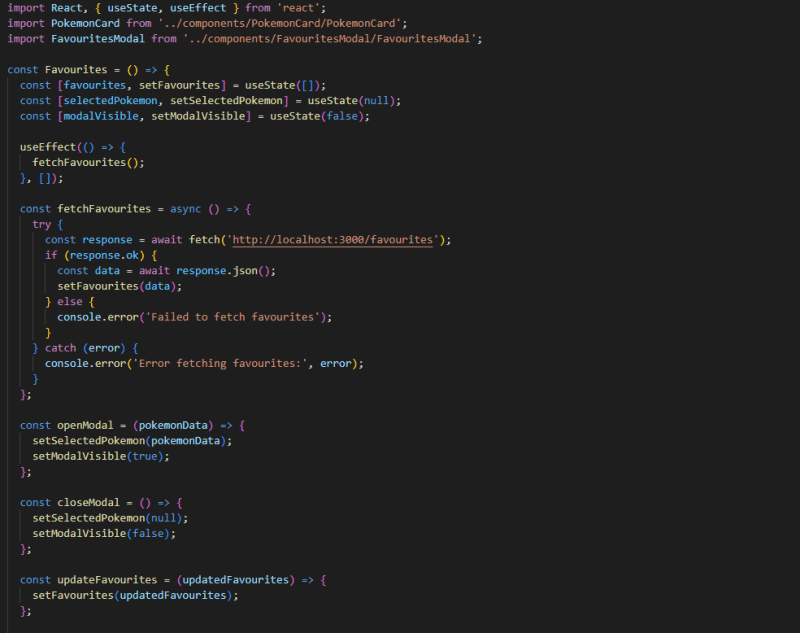 import React, { useState, useEffect } from 'react';
import PokemonCard from '../components/PokemonCard/PokemonCard';
import FavouritesModal from '../components/FavouritesModal/FavouritesModal';

const Favourites = () => {
  const [favourites, setFavourites] = useState([]);
  const [selectedPokemon, setSelectedPokemon] = useState(null);
  const [modalVisible, setModalVisible] = useState(false);

  useEffect(() => {
    fetchFavourites();
  }, []);

  const fetchFavourites = async () => {
    try {
      const response = await fetch('http://localhost:3000/favourites');
      if (response.ok) {
        const data = await response.json();
        setFavourites(data);
      } else {
        console.error('Failed to fetch favourites');
      }
    } catch (error) {
      console.error('Error fetching favourites:', error);
    }
  };

  const openModal = (pokemonData) => {
    setSelectedPokemon(pokemonData);
    setModalVisible(true);
  };

  const closeModal = () => {
    setSelectedPokemon(null);
    setModalVisible(false);
  };

  const updateFavourites = (updatedFavourites) => {
    setFavourites(updatedFavourites);
  };